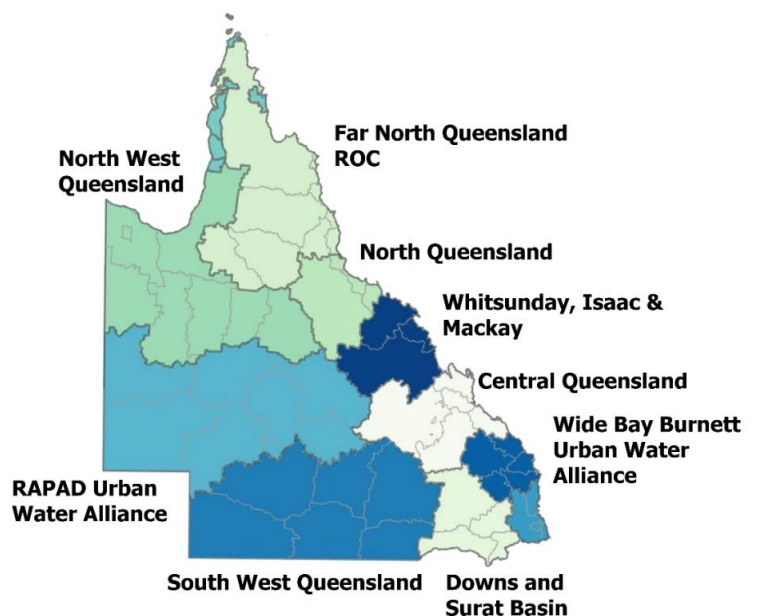 Far North Queensland
ROC
North West
Queensland
North Queensland
Whitsunday, Isaac &
Mackay
Central Queensland
Wide Bay Burnett
Urban Water
Alliance
RAPAD Urban
Water Alliance
South West Queensland
Downs and
Surat Basin